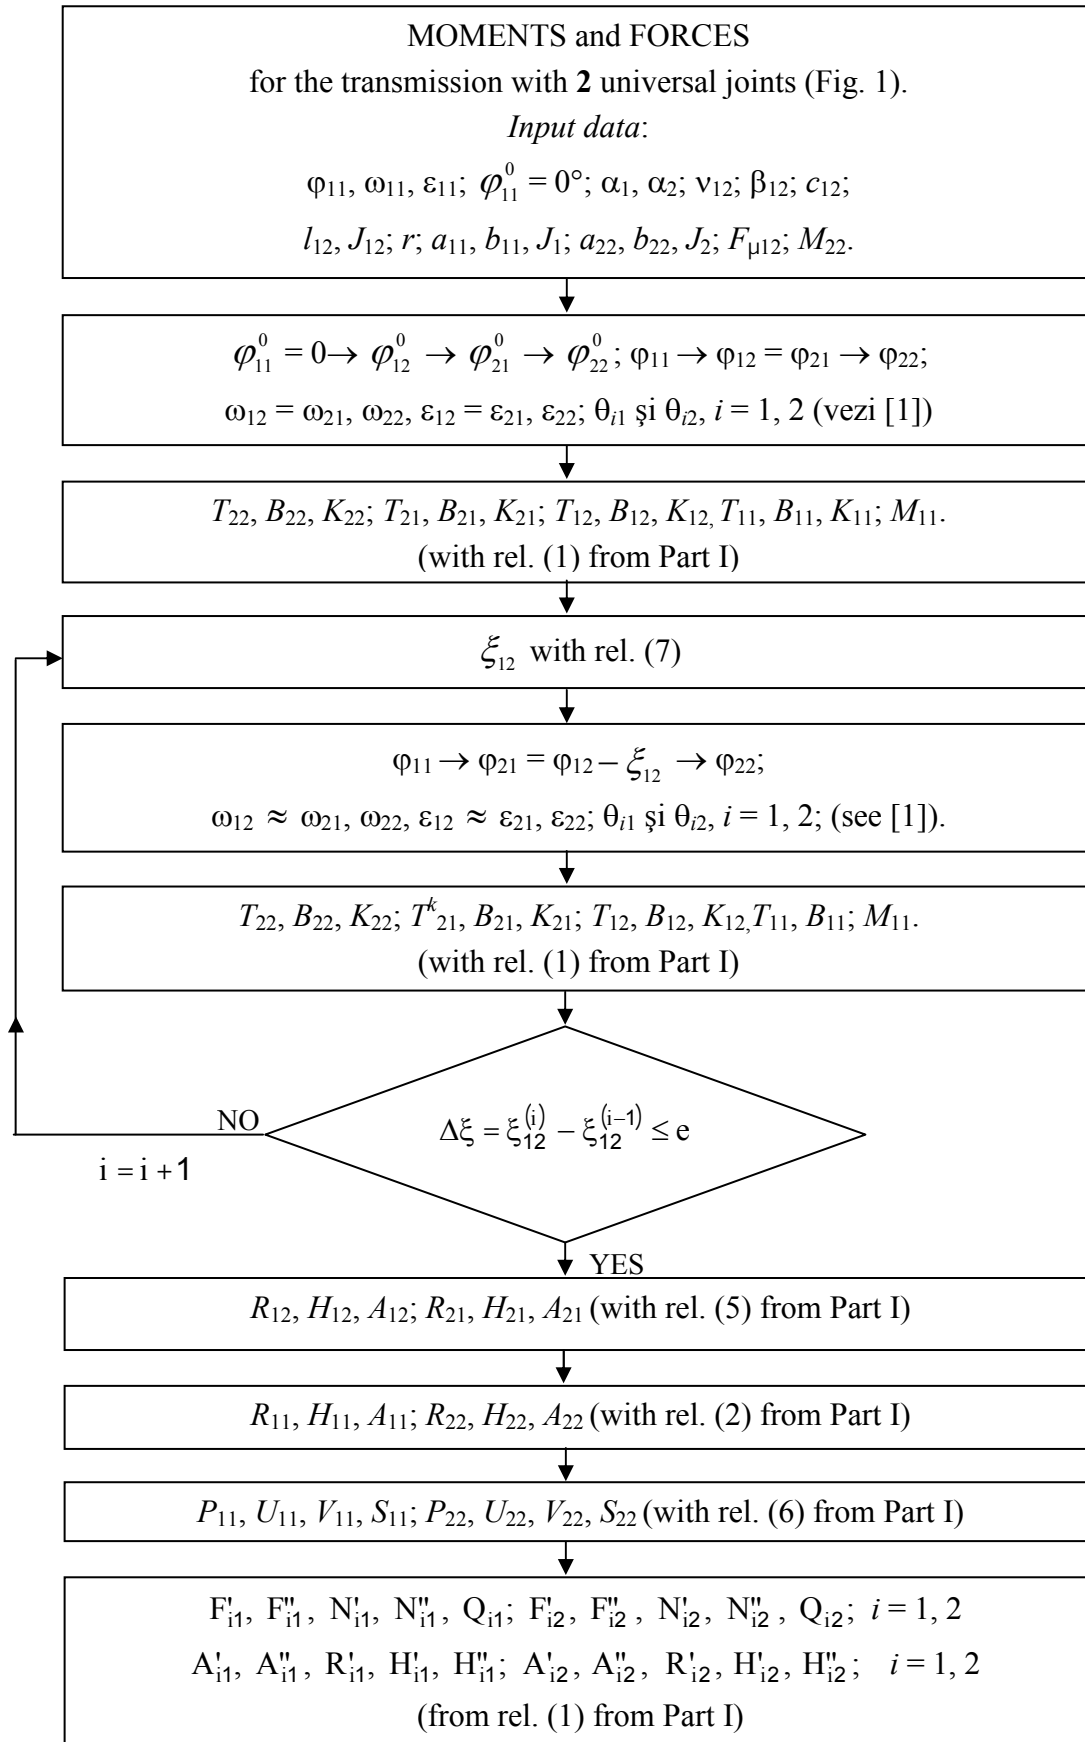 MOMENTS and FORCES
for the transmission with 2 universal joints (Fig. 1).
Input data:
φ₁₁, ω₁₁, ε₁₁; φ₁₁⁰ = 0°; α₁, α₂; ν₁₂; β₁₂; c₁₂;
l₁₂, J₁₂; r; a₁₁, b₁₁, J₁; a₂₂, b₂₂, J₂; F_μ12; M₂₂.
φ₁₁⁰ = 0→ φ₁₂⁰ → φ₂₁⁰ → φ₂₂⁰; φ₁₁ → φ₁₂ = φ₂₁ → φ₂₂;
ω₁₂ = ω₂₁, ω₂₂, ε₁₂ = ε₂₁, ε₂₂; θᵢ₁ şi θᵢ₂, i = 1, 2 (vezi [1])
T₂₂, B₂₂, K₂₂; T₂₁, B₂₁, K₂₁; T₁₂, B₁₂, K₁₂, T₁₁, B₁₁, K₁₁; M₁₁.
(with rel. (1) from Part I)
ξ₁₂ with rel. (7)
φ₁₁ → φ₂₁ = φ₁₂ – ξ₁₂ → φ₂₂;
ω₁₂ ≈ ω₂₁, ω₂₂, ε₁₂ ≈ ε₂₁, ε₂₂; θᵢ₁ şi θᵢ₂, i = 1, 2; (see [1]).
T₂₂, B₂₂, K₂₂; Tᵏ₂₁, B₂₁, K₂₁; T₁₂, B₁₂, K₁₂, T₁₁, B₁₁; M₁₁.
(with rel. (1) from Part I)
NO
Δξ = ξ₁₂⁽ⁱ⁾ − ξ₁₂⁽ⁱ⁻¹⁾ ≤ e
i = i + 1
YES
R₁₂, H₁₂, A₁₂; R₂₁, H₂₁, A₂₁ (with rel. (5) from Part I)
R₁₁, H₁₁, A₁₁; R₂₂, H₂₂, A₂₂ (with rel. (2) from Part I)
P₁₁, U₁₁, V₁₁, S₁₁; P₂₂, U₂₂, V₂₂, S₂₂ (with rel. (6) from Part I)
F'ᵢ₁, F''ᵢ₁, N'ᵢ₁, N''ᵢ₁, Qᵢ₁; F'ᵢ₂, F''ᵢ₂, N'ᵢ₂, N''ᵢ₂, Qᵢ₂; i = 1, 2
A'ᵢ₁, A''ᵢ₁, R'ᵢ₁, H'ᵢ₁, H''ᵢ₁; A'ᵢ₂, A''ᵢ₂, R'ᵢ₂, H'ᵢ₂, H''ᵢ₂; i = 1, 2
(from rel. (1) from Part I)